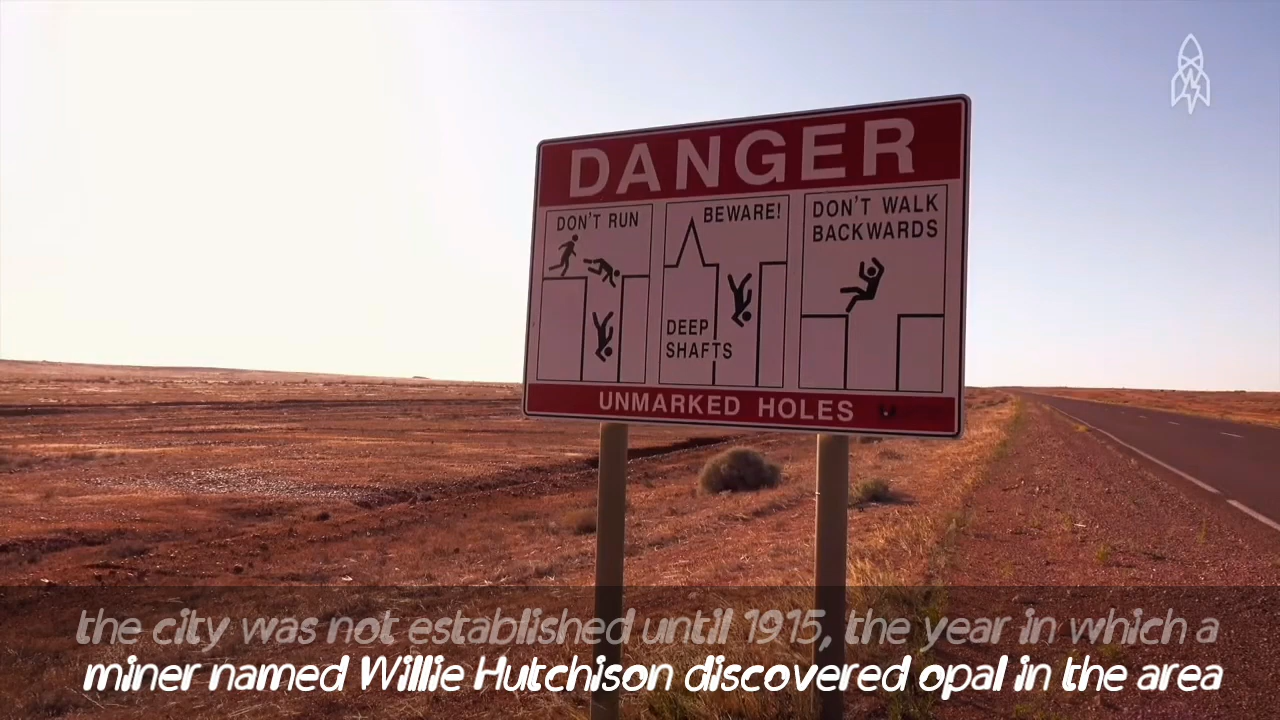 DANGER
DON'T RUN
BEWARE!
DEEP
SHAFTS
DON'T WALK
BACKWARDS
UNMARKED HOLES
the city was not established until 1915, the year in which a
miner named Willie Hutchison discovered opal in the area